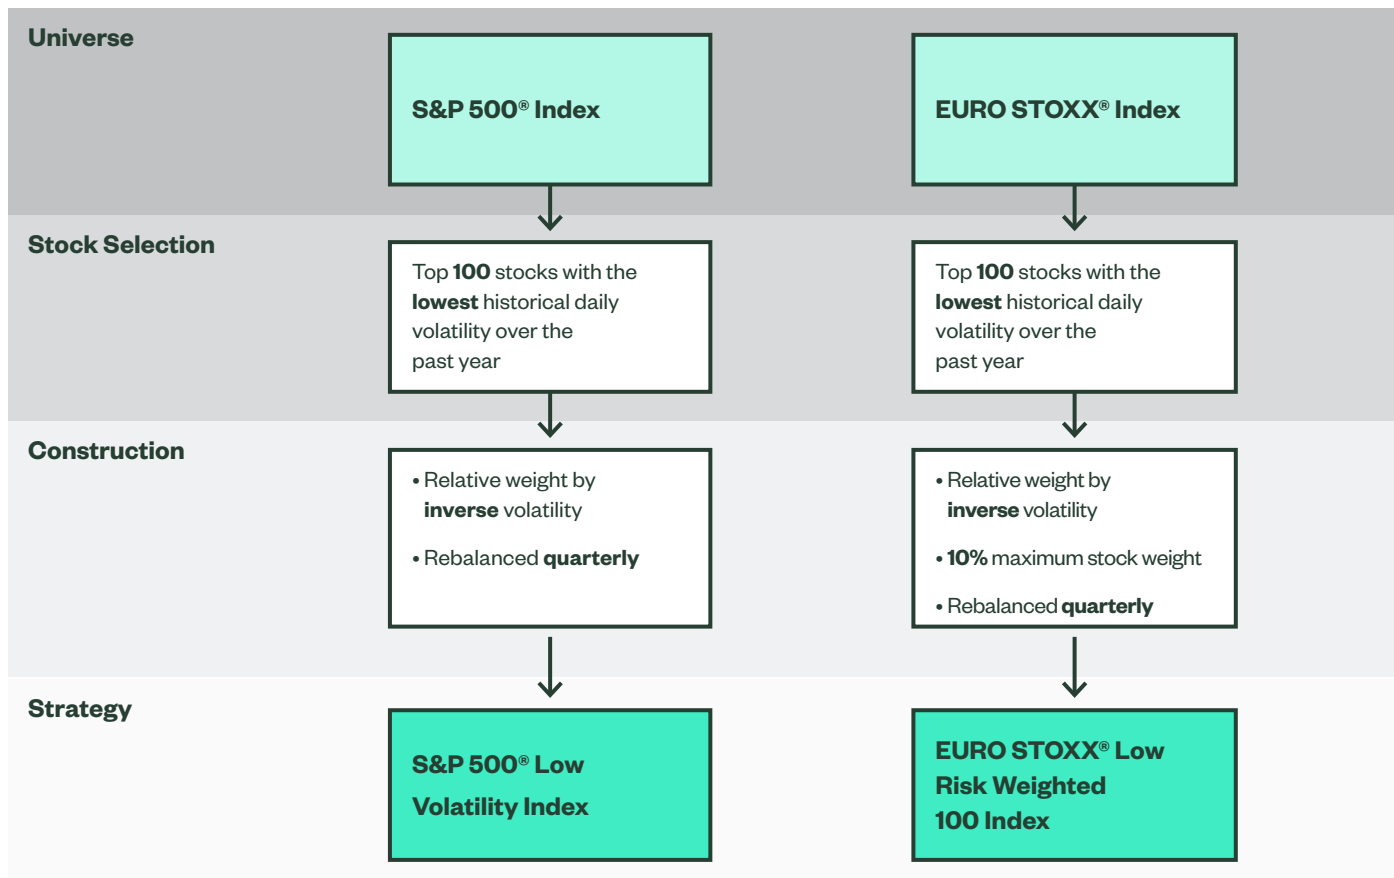 Universe
S&P 500® Index
EURO STOXX® Index
Stock Selection
Top 100 stocks with the
lowest historical daily
volatility over the
past year
Top 100 stocks with the
lowest historical daily
volatility over the
past year
Construction
• Relative weight by
inverse volatility
• Rebalanced quarterly
• Relative weight by
inverse volatility
• 10% maximum stock weight
• Rebalanced quarterly
Strategy
S&P 500® Low
Volatility Index
EURO STOXX® Low
Risk Weighted
100 Index